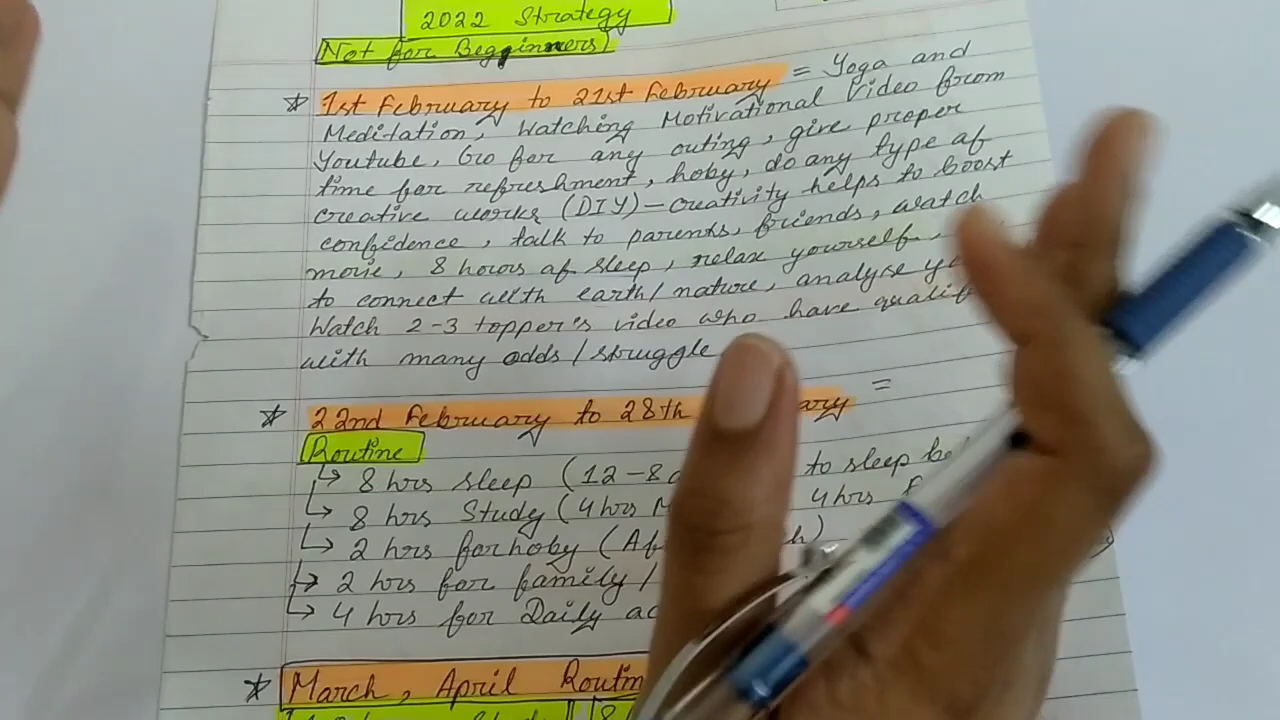 2022 Strategy
Not for Begginners
* 1st February to 21st February = Yoga and
Meditation, Watching Motivational Video from
Youtube, Go for any outing, give proper
time for refreshment, hoby, do any type of
creative works (DIY) - creativity helps to boost
confidence, talk to parents, friends, watch
movie, 8 hours of sleep, relax yourself,
to connect with earth/nature, analyse
Watch 2-3 topper's video who have
with many odds / struggle
* 22nd February to 28th =
Routine
↳ 8 hrs sleep (12-8 to sleep
↳ 8 hrs Study (4 hrs 4 hrs
↳ 2 hrs for hoby (
↳ 2 hrs for family /
↳ 4 hrs for Daily
* March, April